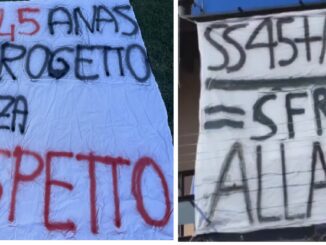 45 ANAS
ROGETTO
ZA
SPETTO
SS45+A
= SFR
ALLA